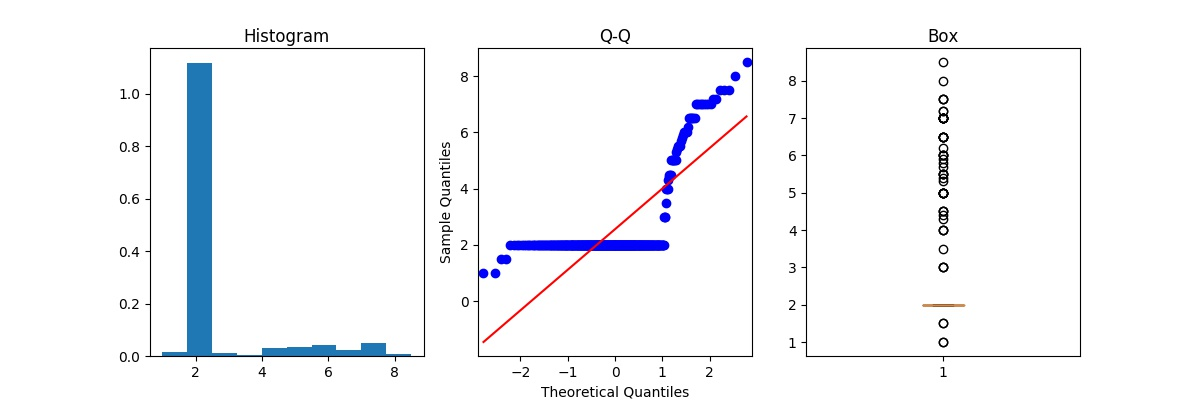 Histogram
1.0
0.8
0.6
0.4
0.2
0.0
2 4 6 8
Q-Q
Sample Quantiles
8
6
4
2
0
−2 −1 0 1 2
Theoretical Quantiles
Box
8
7
6
5
4
3
2
1
1